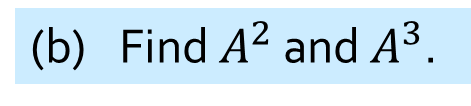 (b) Find A² and A³.